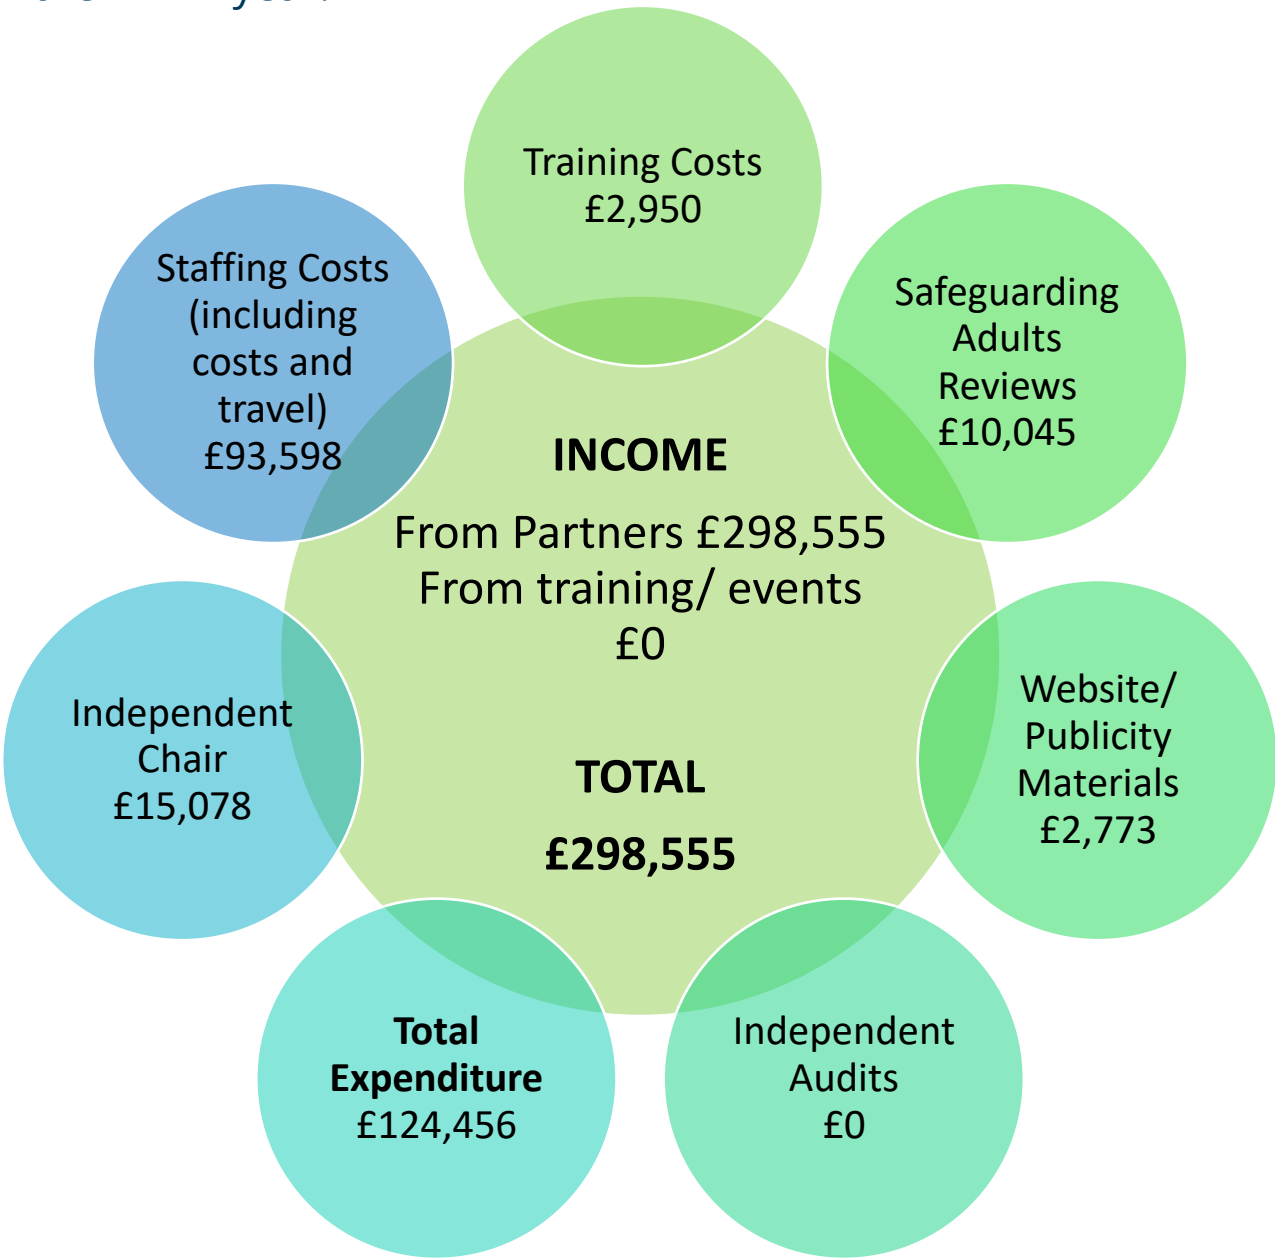 Training Costs
£2,950
Safeguarding
Adults
Reviews
£10,045
Website/
Publicity
Materials
£2,773
Independent
Audits
£0
Total
Expenditure
£124,456
Independent
Chair
£15,078
Staffing Costs
(including
costs and
travel)
£93,598
INCOME
From Partners £298,555
From training/ events
£0
TOTAL
£298,555